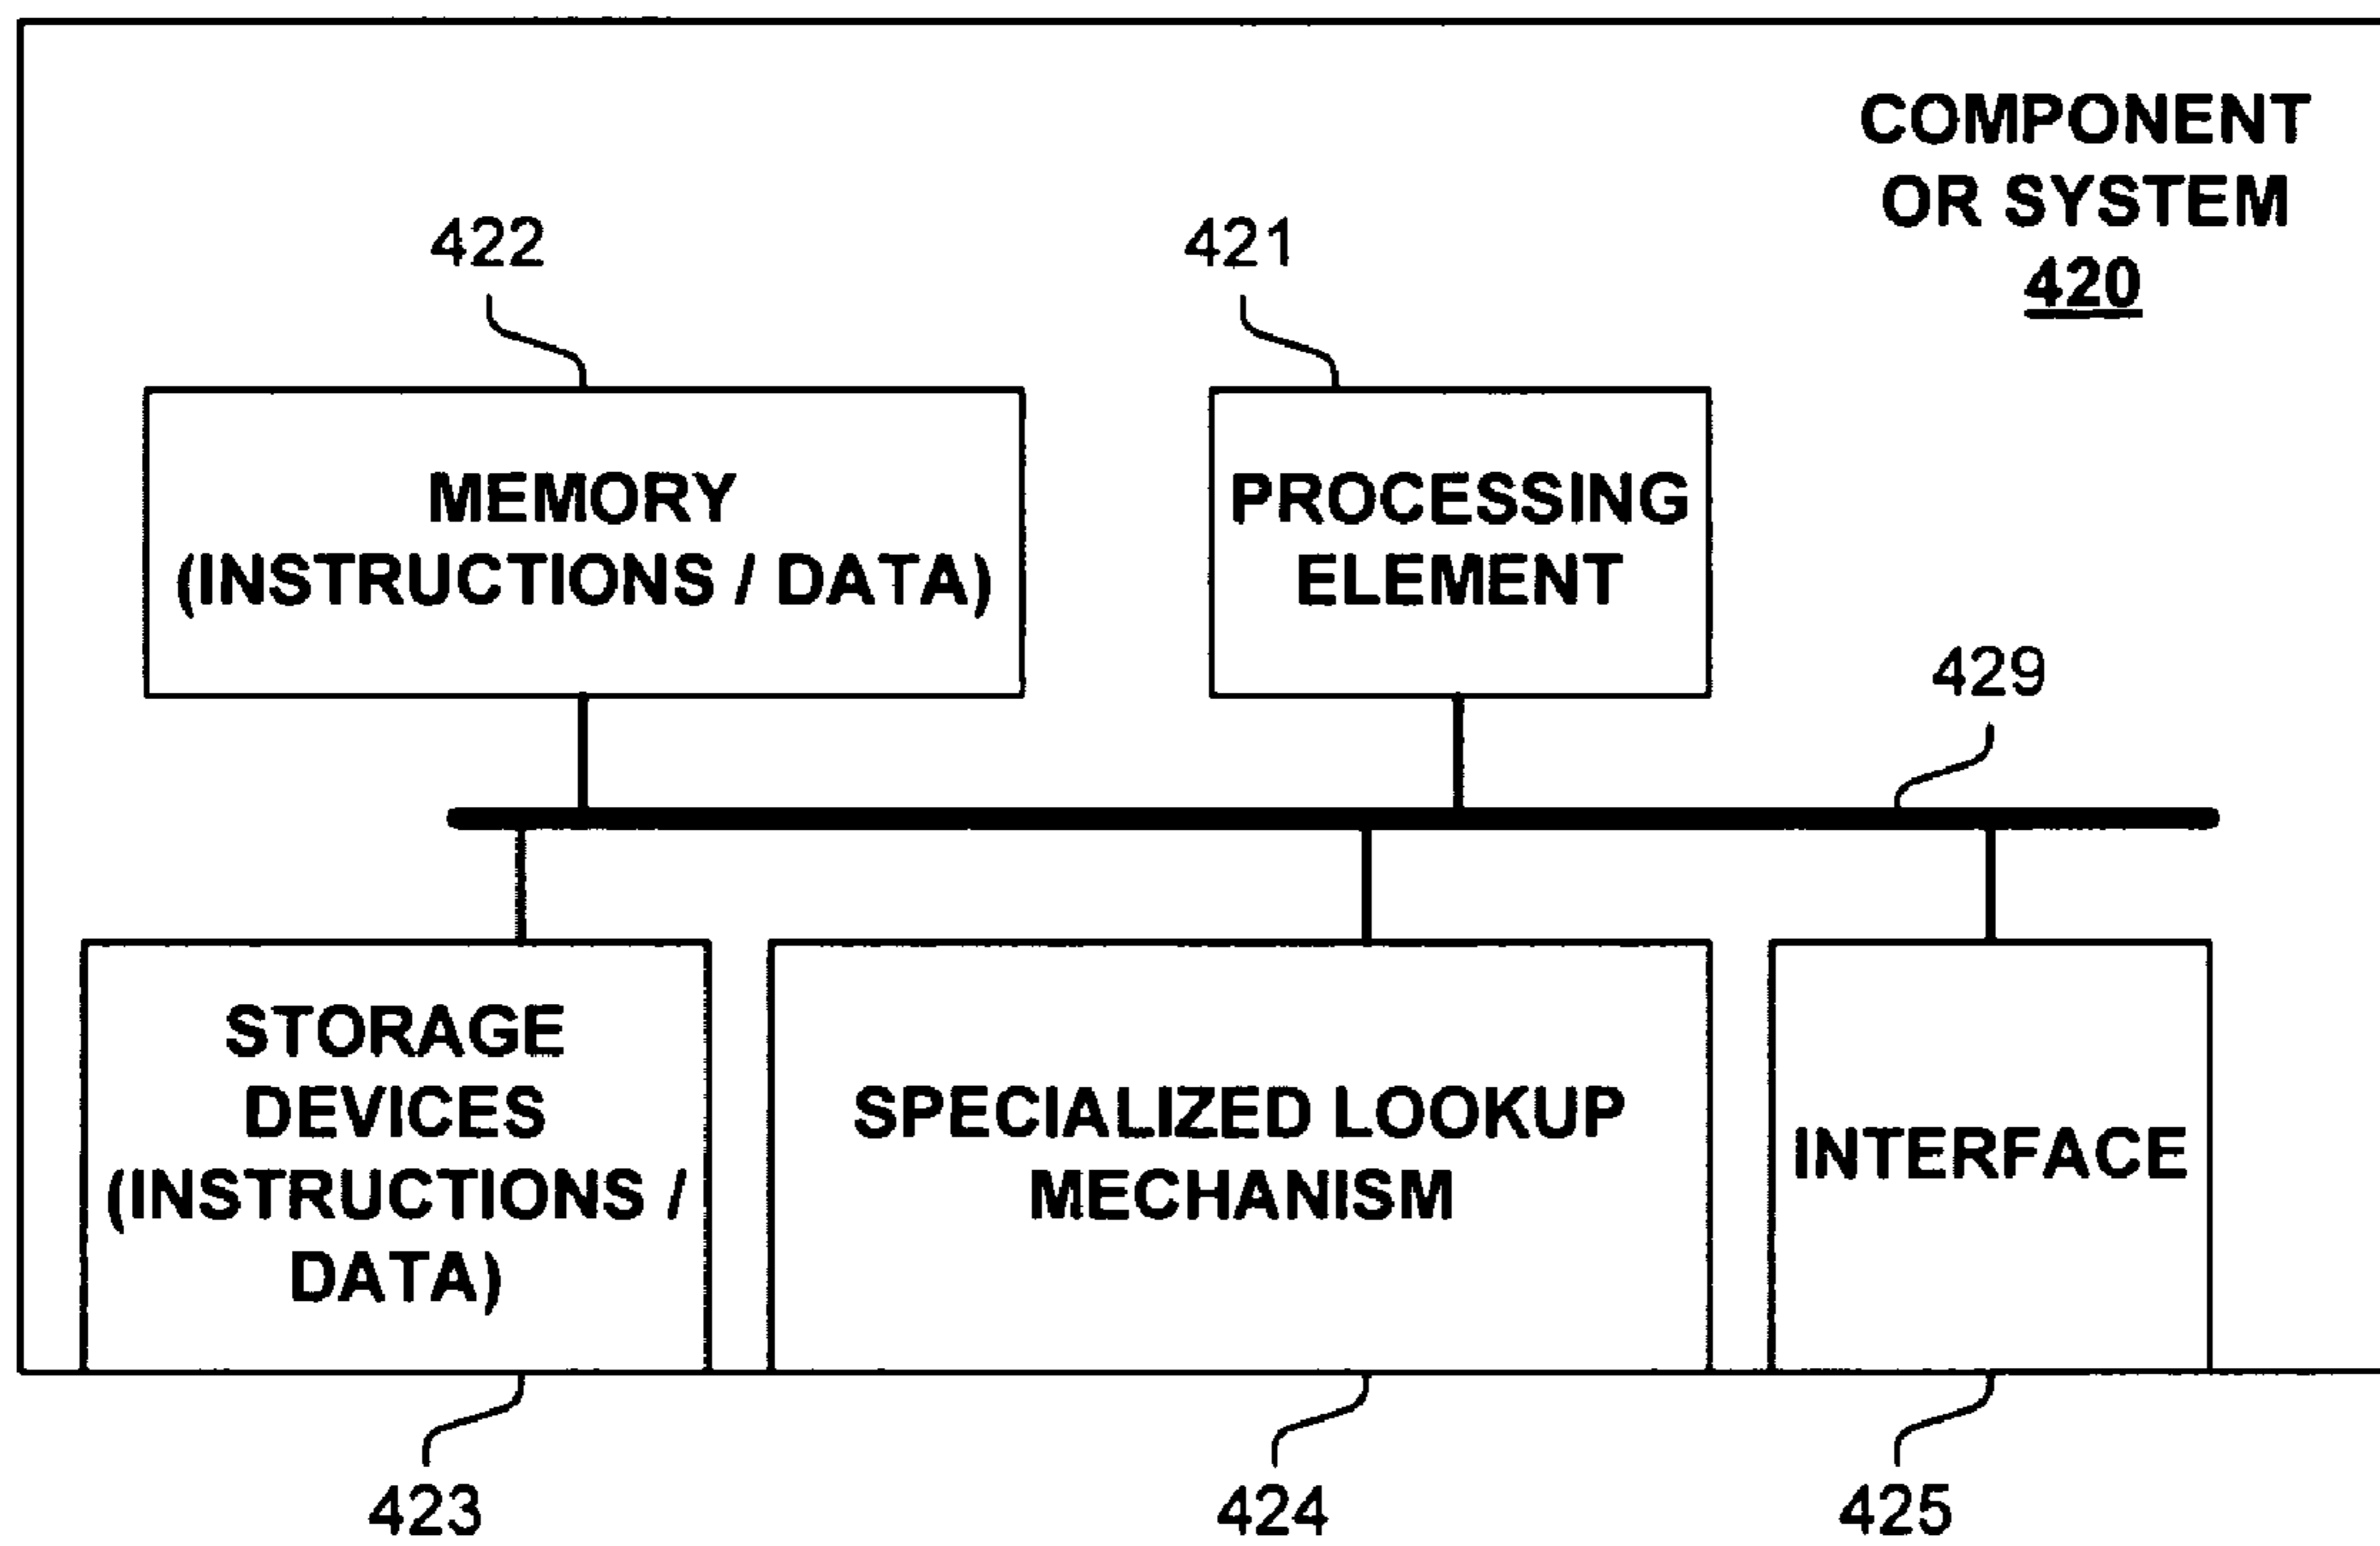 COMPONENT
OR SYSTEM
420
422
421
MEMORY
(INSTRUCTIONS / DATA)
PROCESSING
ELEMENT
429
STORAGE
DEVICES
(INSTRUCTIONS /
DATA)
SPECIALIZED LOOKUP
MECHANISM
INTERFACE
423
424
425